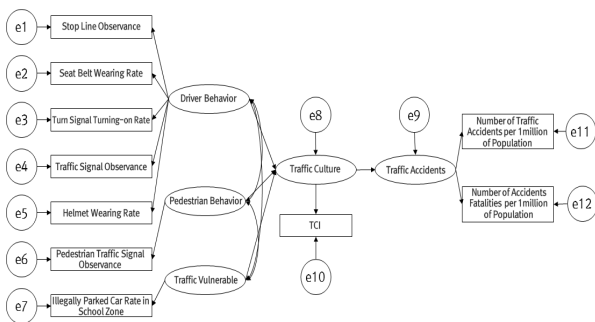 e1
Stop Line Observance
e2
Seat Belt Wearing Rate
e3
Turn Signal Turning-on Rate
e4
Traffic Signal Observance
e5
Helmet Wearing Rate
e6
Pedestrian Traffic Signal
Observance
e7
Illegally Parked Car Rate in
School Zone
Driver Behavior
Pedestrian Behavior
Traffic Vulnerable
e8
Traffic Culture
TCI
e10
e9
Traffic Accidents
Number of Traffic
Accidents per 1million
of Population
e11
Number of Accidents
Fatalities per 1million
of Population
e12